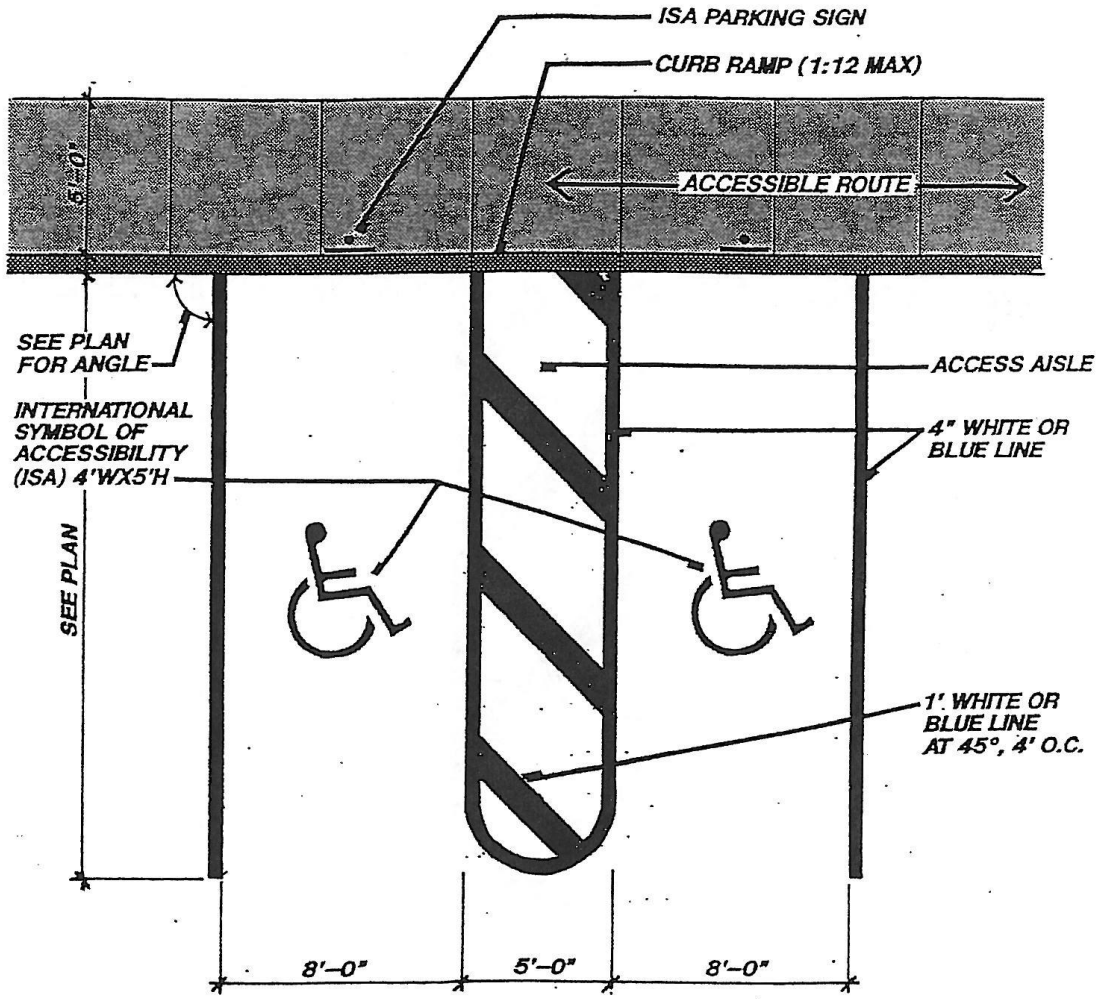 ISA PARKING SIGN
CURB RAMP (1:12 MAX)
5'-0"
ACCESSIBLE ROUTE
SEE PLAN
FOR ANGLE
ACCESS AISLE
INTERNATIONAL
SYMBOL OF
ACCESSIBILITY
(ISA) 4'WX5'H
4" WHITE OR
BLUE LINE
SEE PLAN
1' WHITE OR
BLUE LINE
AT 45°, 4' O.C.
8'-0"
5'-0"
8'-0"